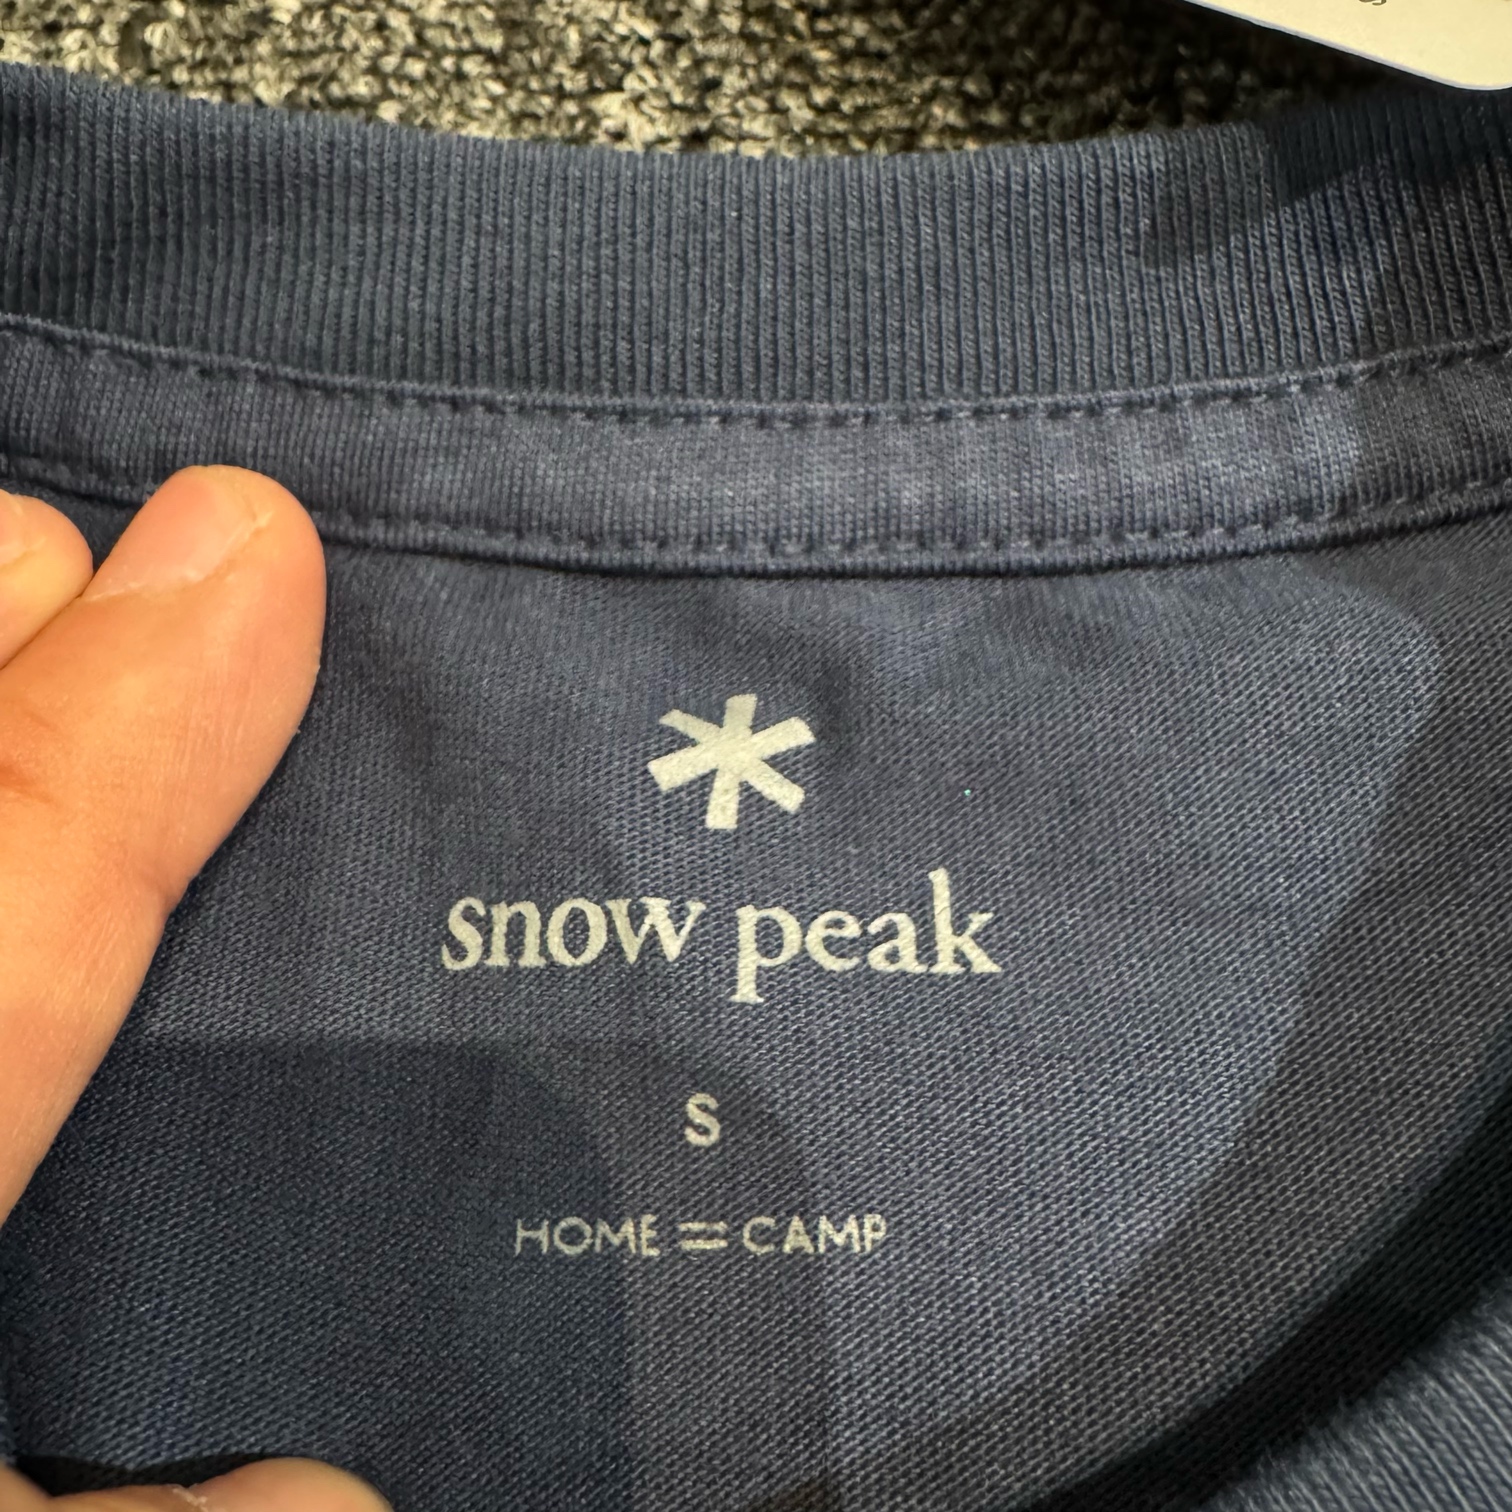 snow peak
S
HOME = CAMP